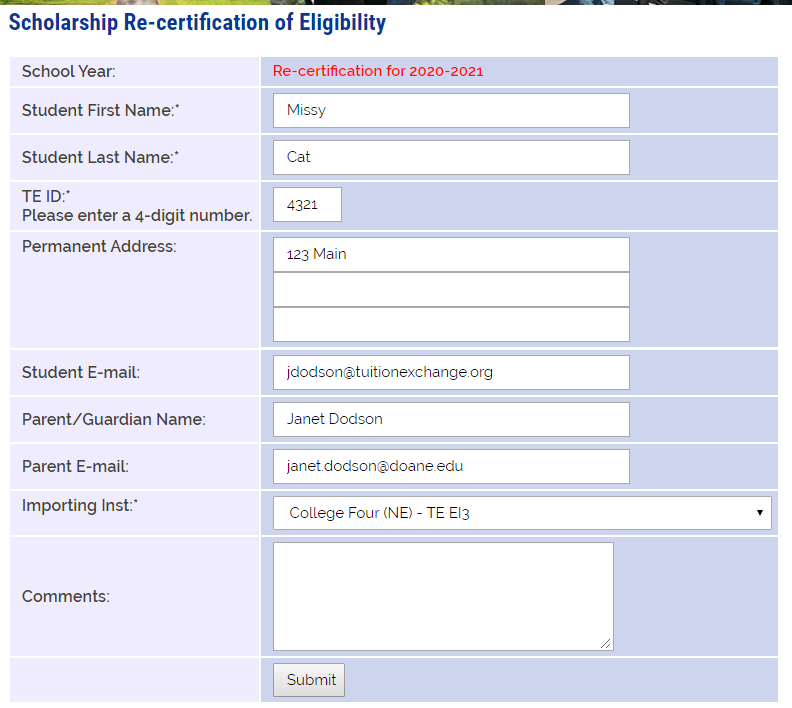 Scholarship Re-certification of Eligibility
School Year:
Re-certification for 2020-2021
Student First Name:*
Missy
Student Last Name:*
Cat
TE ID:*
Please enter a 4-digit number.
4321
Permanent Address:
123 Main
Student E-mail:
jdodson@tuitionexchange.org
Parent/Guardian Name:
Janet Dodson
Parent E-mail:
janet.dodson@doane.edu
Importing Inst:*
College Four (NE) - TE EI3
Comments:
Submit